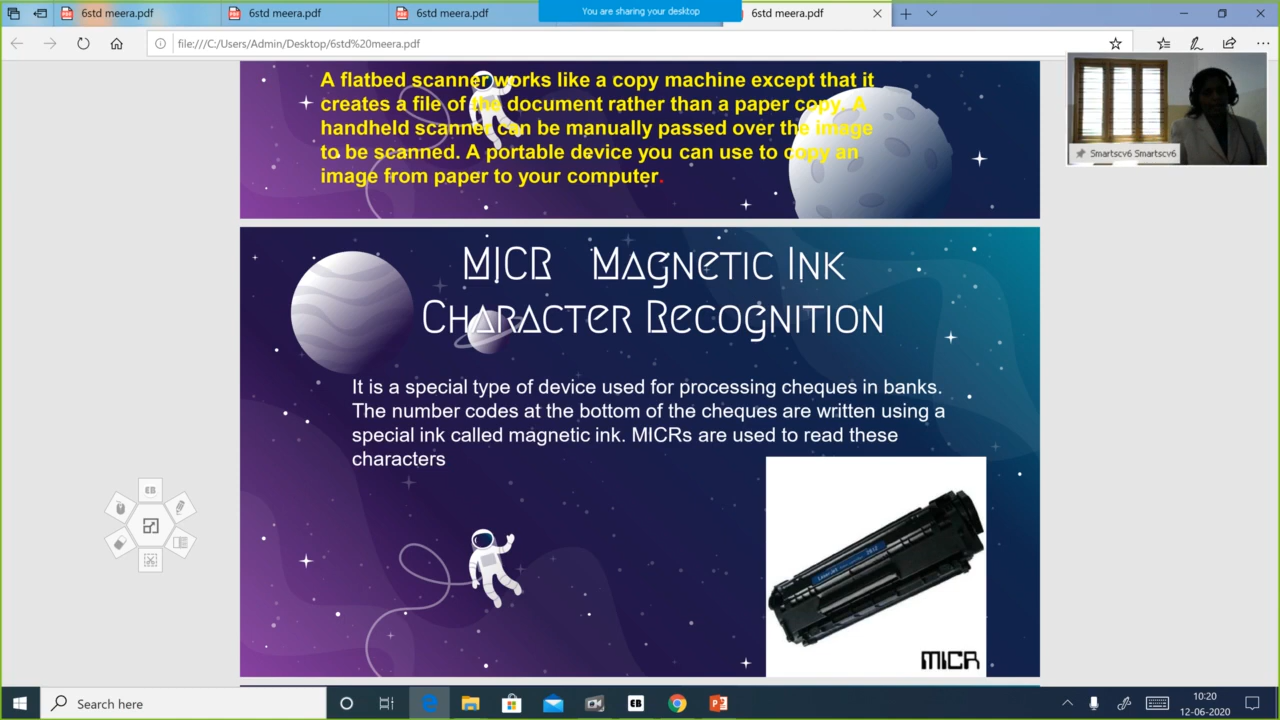 6std meera.pdf
6std meera.pdf
6std meera.pdf
You are sharing your desktop
6std meera.pdf
file:///C:/Users/Admin/Desktop/6std%20meera.pdf
Smartscv6 Smartscv6
A flatbed scanner works like a copy machine except that it
creates a file of the document rather than a paper copy. A
handheld scanner can be manually passed over the image
to be scanned. A portable device you can use to copy an
image from paper to your computer.
MICR Magnetic Ink
Character Recognition
It is a special type of device used for processing cheques in banks.
The number codes at the bottom of the cheques are written using a
special ink called magnetic ink. MICRs are used to read these
characters
EB
LaserJet
MICR
Search here
EB
10:20
12-06-2020